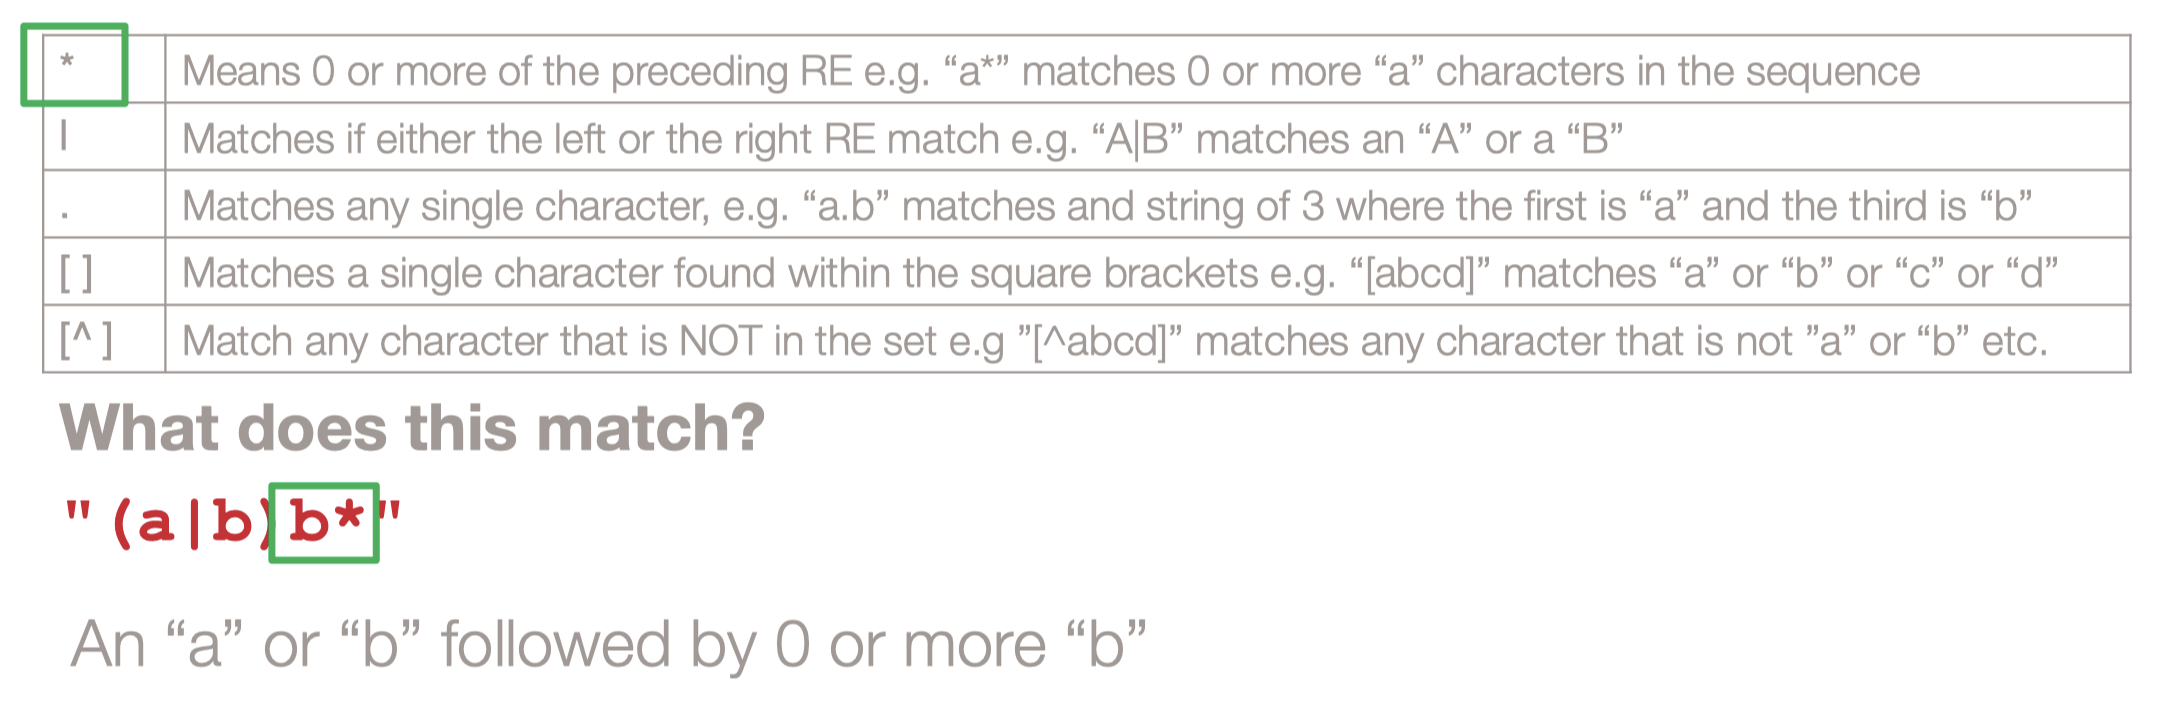 * Means 0 or more of the preceding RE e.g. “a*” matches 0 or more “a” characters in the sequence
| Matches if either the left or the right RE match e.g. “A|B” matches an “A” or a “B”
. Matches any single character, e.g. “a.b” matches and string of 3 where the first is “a” and the third is “b”
[ ] Matches a single character found within the square brackets e.g. “[abcd]” matches “a” or “b” or “c” or “d”
[^ ] Match any character that is NOT in the set e.g ”[^abcd]” matches any character that is not ”a” or “b” etc.
What does this match?
"(a|b)b*"
An “a” or “b” followed by 0 or more “b”